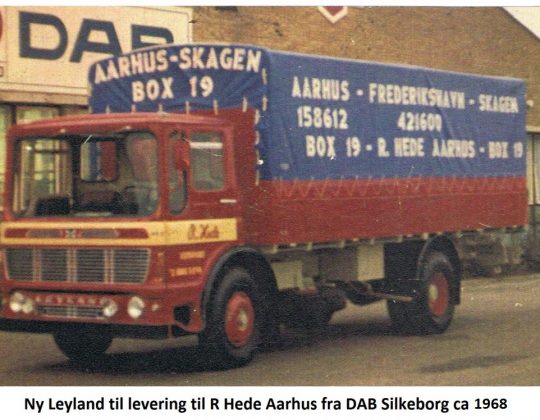 DAB
AARHUS-SKAGEN
BOX 19
AARHUS - FREDERIKSHAVN - SKAGEN
158612 421600
BOX 19 - R. HEDE AARHUS - BOX 19
R. Hede
LEYLAND
Ny Leyland til levering til R Hede Aarhus fra DAB Silkeborg ca 1968